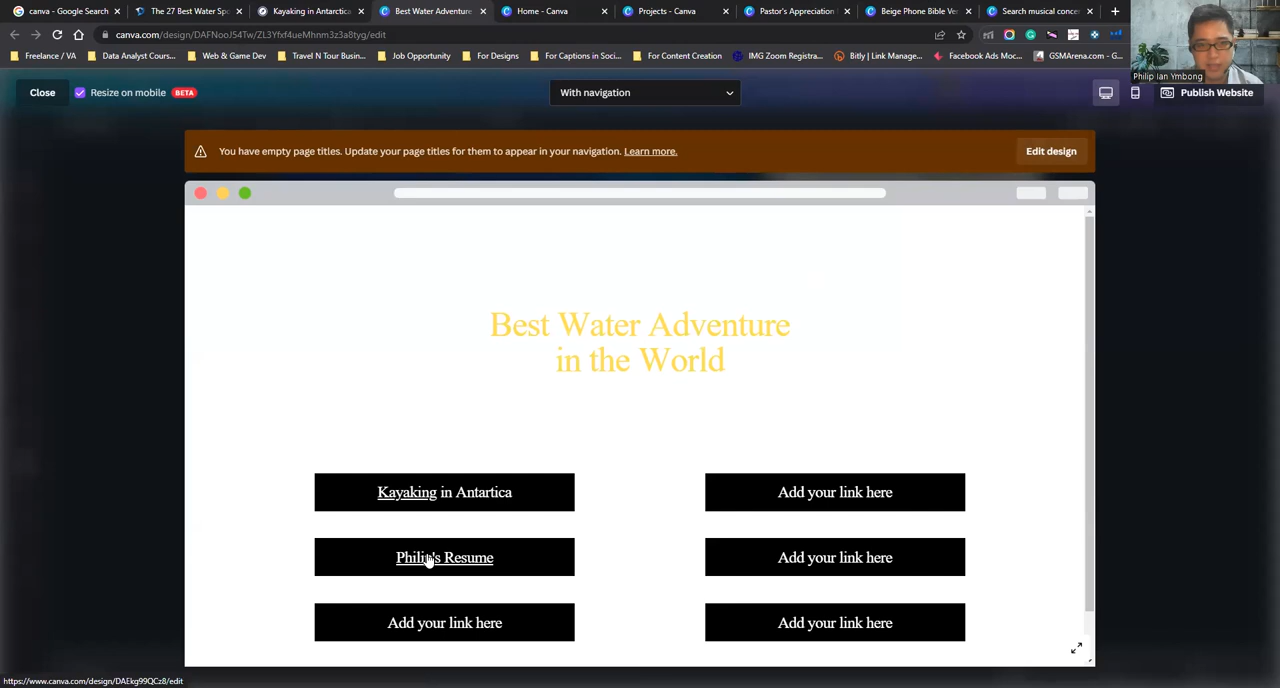 canva - Google Search
The 27 Best Water Sp
Kayaking in Antarctica
Best Water Adventure
Home - Canva
Projects - Canva
Pastor's Appreciation
Beige Phone Bible Ver
Search musical concer
canva.com/design/DAFNooJ54Tw/ZL3Yfxf4ueMhnm3z3a8tyg/edit
Freelance / VA
Data Analyst Cours...
Web & Game Dev
Travel N Tour Busin...
Job Opportunity
For Designs
For Captions in Soci...
For Content Creation
IMG Zoom Registra...
Bitly | Link Manage...
Facebook Ads Moc...
GSMArena.com - G...
Philip Ian Ymbong
Close
Resize on mobile
BETA
With navigation
Publish Website
You have empty page titles. Update your page titles for them to appear in your navigation. Learn more.
Edit design
Best Water Adventure
in the World
Kayaking in Antartica
Add your link here
Philip's Resume
Add your link here
Add your link here
Add your link here
https://www.canva.com/design/DAEkg99QCz8/edit